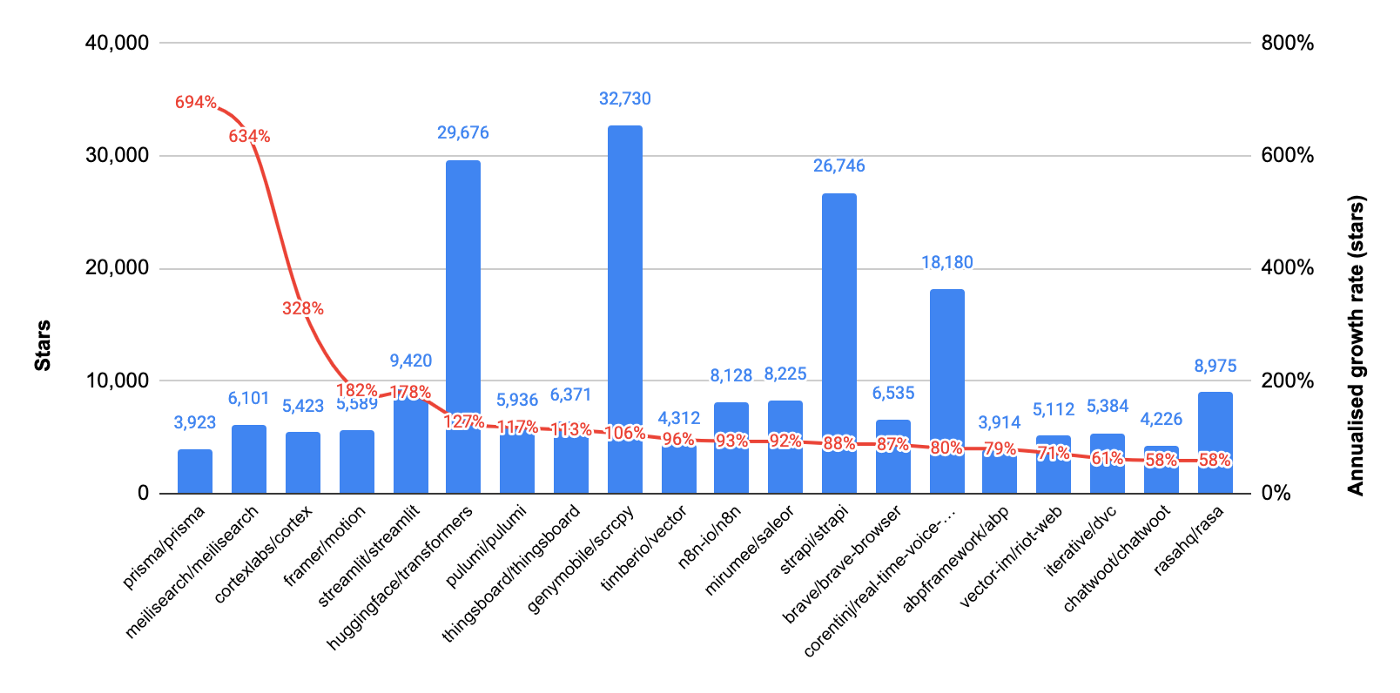 40,000
30,000
20,000
10,000
0
Stars
800%
600%
400%
200%
0%
Annualised growth rate (stars)
694%
634%
328%
182%
178%
127%
117%
113%
106%
96%
93%
92%
88%
87%
80%
79%
71%
61%
58%
58%
3,923
6,101
5,423
5,589
9,420
29,676
5,936
6,371
32,730
4,312
8,128
8,225
26,746
6,535
18,180
3,914
5,112
5,384
4,226
8,975
prisma/prisma
meilisearch/meilisearch
cortexlabs/cortex
framer/motion
streamlit/streamlit
huggingface/transformers
pulumi/pulumi
thingsboard/thingsboard
genymobile/scrcpy
timberio/vector
n8n-io/n8n
mirumee/saleor
strapi/strapi
brave/brave-browser
corentinj/real-time-voice-...
abpframework/abp
vector-im/riot-web
iterative/dvc
chatwoot/chatwoot
rasahq/rasa